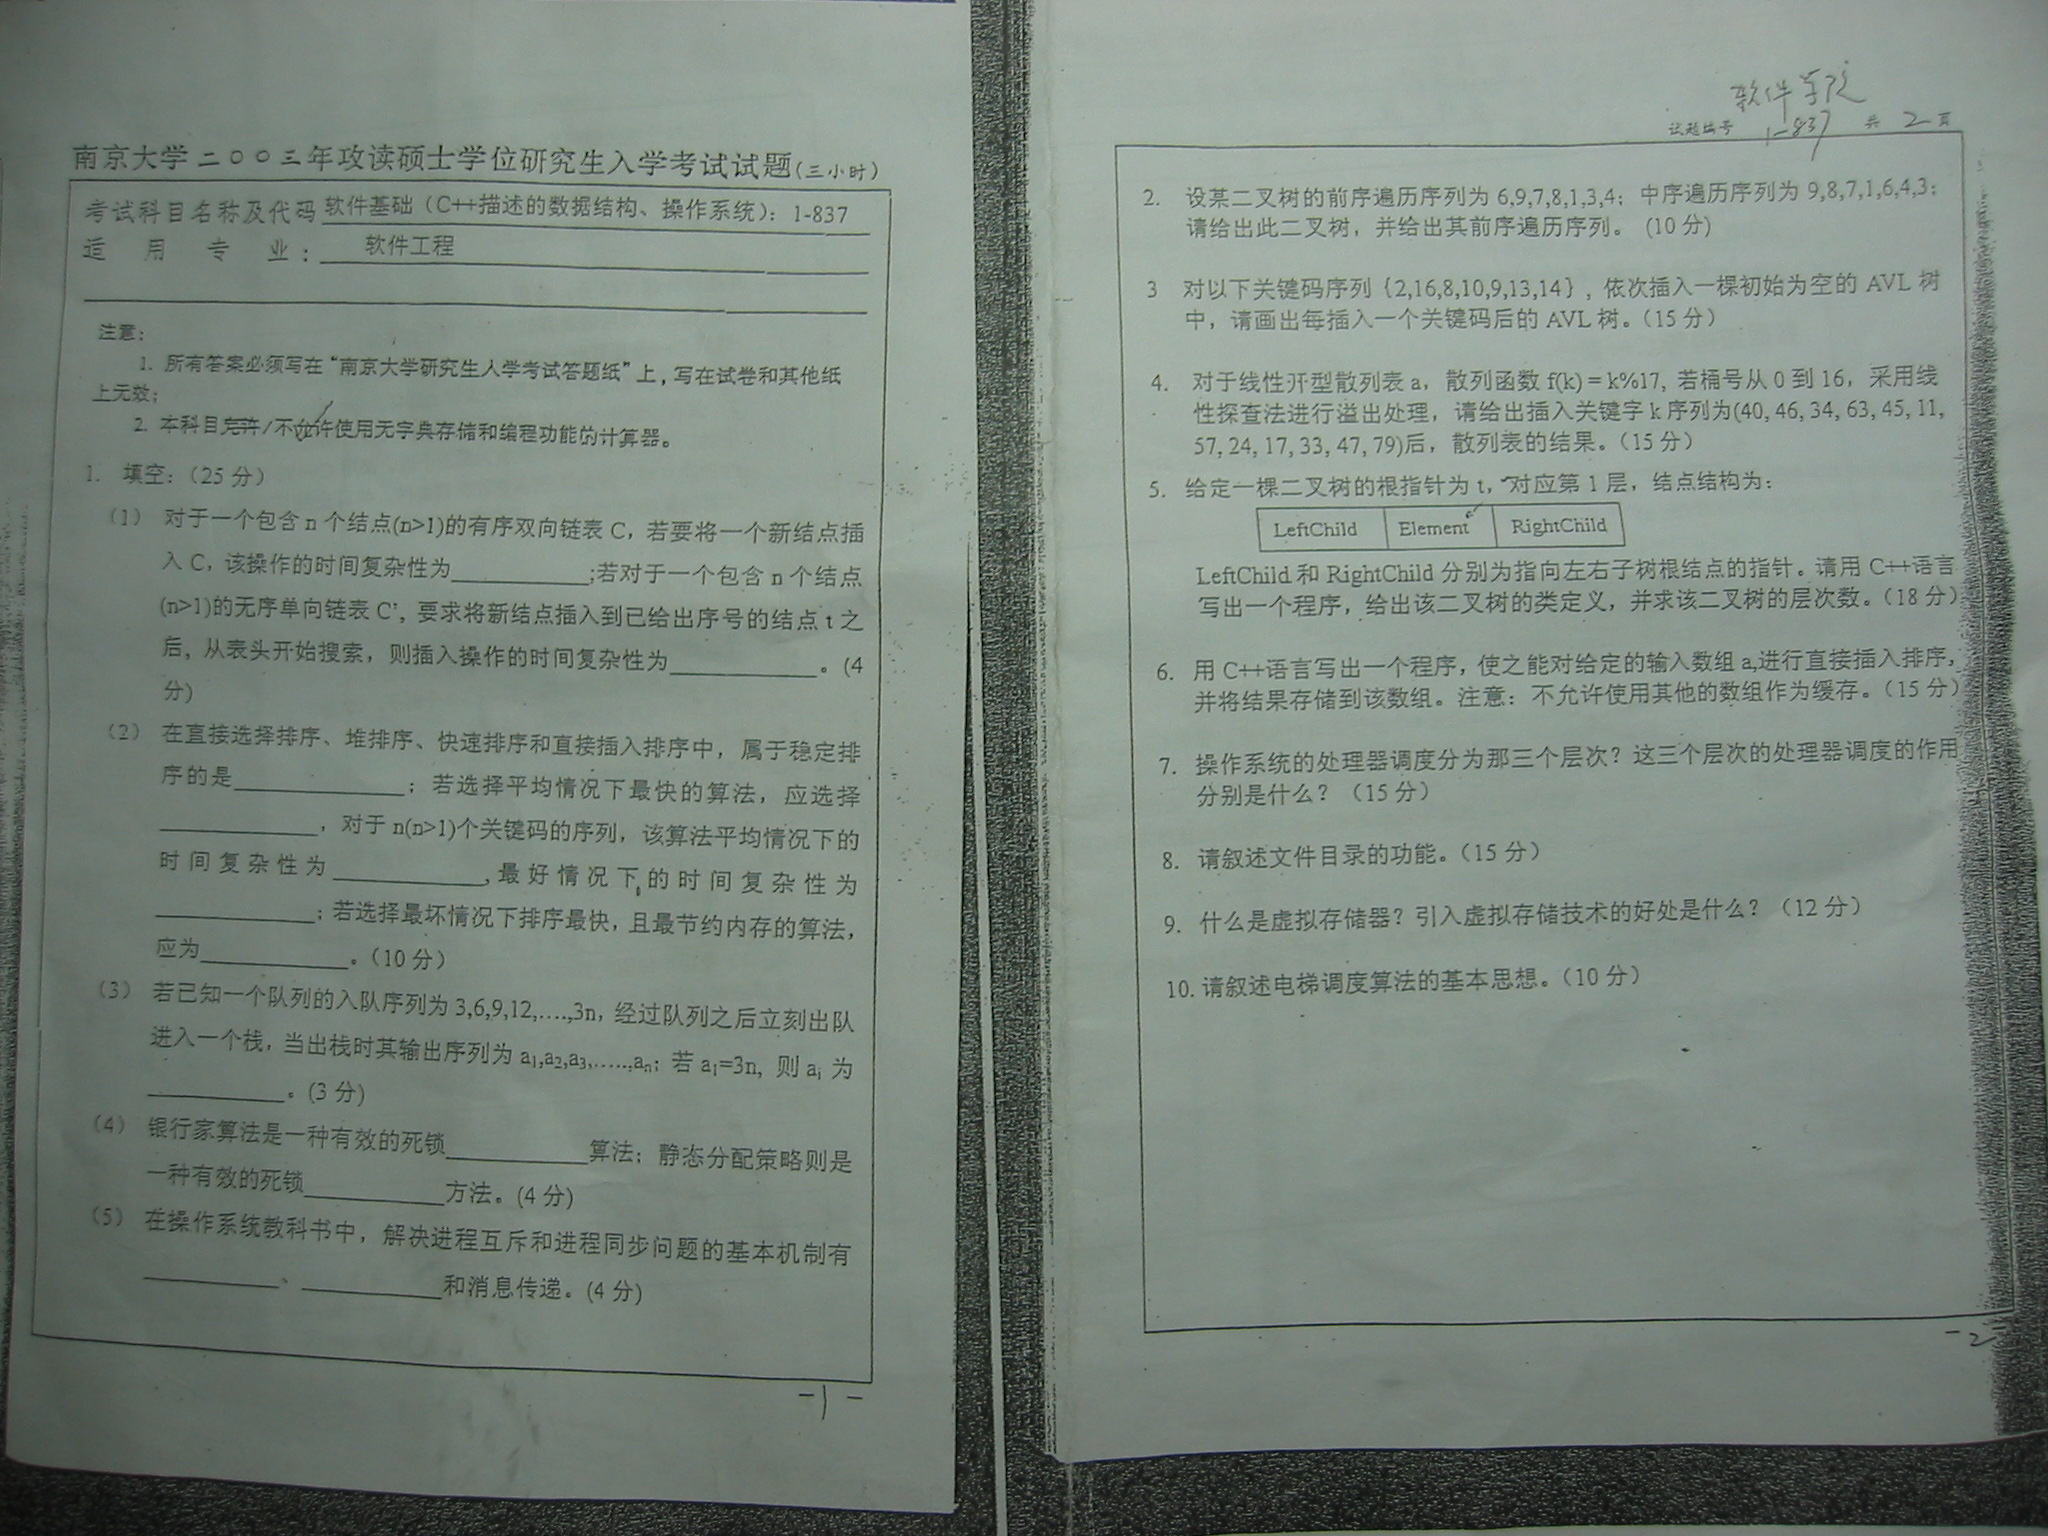 南京大学二〇〇三年攻读硕士学位研究生入学考试试题(三小时)
考试科目名称及代码 软件基础(C++描述的数据结构、操作系统): 1-837
适用专业: 软件工程
注意:
1. 所有答案必须写在“南京大学研究生入学考试答题纸”上,写在试卷和其他纸
上无效;
2. 本科目允许/不允许使用无字典存储和编程功能的计算器。
1. 填空:(25 分)
(1) 对于一个包含 n 个结点(n>1)的有序双向链表 C, 若要将一个新结点插
入 C, 该操作的时间复杂性为____________;若对于一个包含 n 个结点
(n>1)的无序单向链表 C', 要求将新结点插入到已给出序号的结点 t 之
后, 从表头开始搜索, 则插入操作的时间复杂性为____________。(4
分)
(2) 在直接选择排序、堆排序、快速排序和直接插入排序中, 属于稳定排
序的是____________; 若选择平均情况下最快的算法, 应选择
____________, 对于 n(n>1)个关键码的序列, 该算法平均情况下的
时间复杂性为____________,最好情况下的时间复杂性为
____________; 若选择最坏情况下排序最快, 且最节约内存的算法,
应为____________。(10 分)
(3) 若已知一个队列的入队序列为 3,6,9,12,….,3n, 经过队列之后立刻出队
进入一个栈, 当出栈时其输出序列为 a1,a2,a3,……,an; 若 a1=3n, 则 ai 为
____________。(3 分)
(4) 银行家算法是一种有效的死锁____________算法; 静态分配策略则是
一种有效的死锁____________方法。(4 分)
(5) 在操作系统教科书中, 解决进程互斥和进程同步问题的基本机制有
____________、____________和消息传递。(4 分)
-1-
软件学院
试题编号 1-837 共 2 页
2. 设某二叉树的前序遍历序列为 6,9,7,8,1,3,4; 中序遍历序列为 9,8,7,1,6,4,3;
请给出此二叉树, 并给出其前序遍历序列。 (10 分)
3 对以下关键码序列{2,16,8,10,9,13,14}, 依次插入一棵初始为空的 AVL 树
中, 请画出每插入一个关键码后的 AVL 树。(15 分)
4. 对于线性开型散列表 a, 散列函数 f(k) = k%17, 若桶号从 0 到 16, 采用线
性探查法进行溢出处理, 请给出插入关键字 k 序列为(40, 46, 34, 63, 45, 11,
57, 24, 17, 33, 47, 79)后, 散列表的结果。(15 分)
5. 给定一棵二叉树的根指针为 t, 对应第 1 层, 结点结构为:
LeftChild Element RightChild
LeftChild 和 RightChild 分别为指向左右子树根结点的指针。请用 C++语言
写出一个程序, 给出该二叉树的类定义, 并求该二叉树的层次数。(18 分)
6. 用 C++语言写出一个程序, 使之能对给定的输入数组 a,进行直接插入排序,
并将结果存储到该数组。注意: 不允许使用其他的数组作为缓存。(15 分)
7. 操作系统的处理器调度分为那三个层次? 这三个层次的处理器调度的作用
分别是什么? (15 分)
8. 请叙述文件目录的功能。(15 分)
9. 什么是虚拟存储器? 引入虚拟存储技术的好处是什么? (12 分)
10. 请叙述电梯调度算法的基本思想。(10 分)
-2